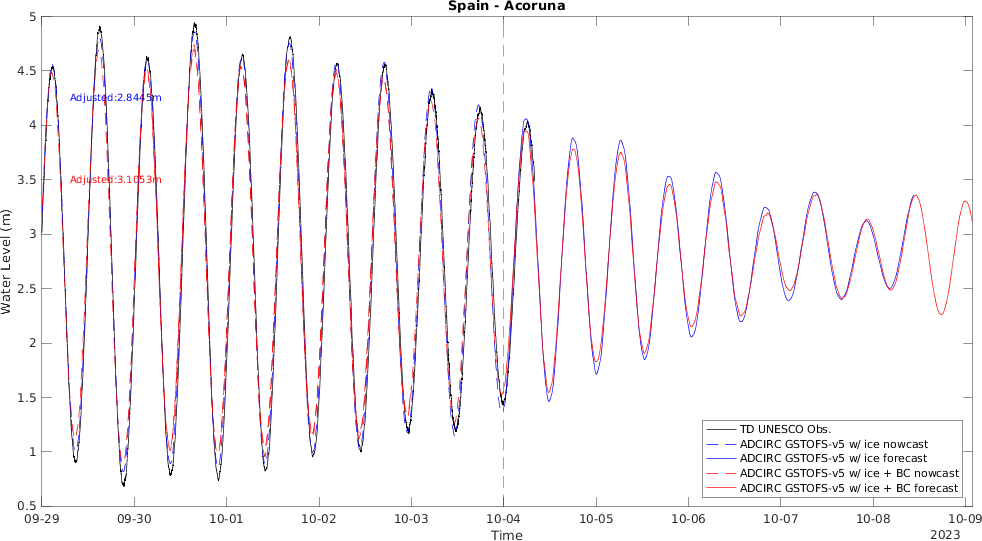 Spain - Acoruna
5
4.5
4
3.5
3
2.5
2
1.5
1
0.5
Water Level (m)
Adjusted:2.8445m
Adjusted:3.1053m
TD UNESCO Obs.
ADCIRC GSTOFS-v5 w/ ice nowcast
ADCIRC GSTOFS-v5 w/ ice forecast
ADCIRC GSTOFS-v5 w/ ice + BC nowcast
ADCIRC GSTOFS-v5 w/ ice + BC forecast
09-29 09-30 10-01 10-02 10-03 10-04 10-05 10-06 10-07 10-08 10-09
Time
2023